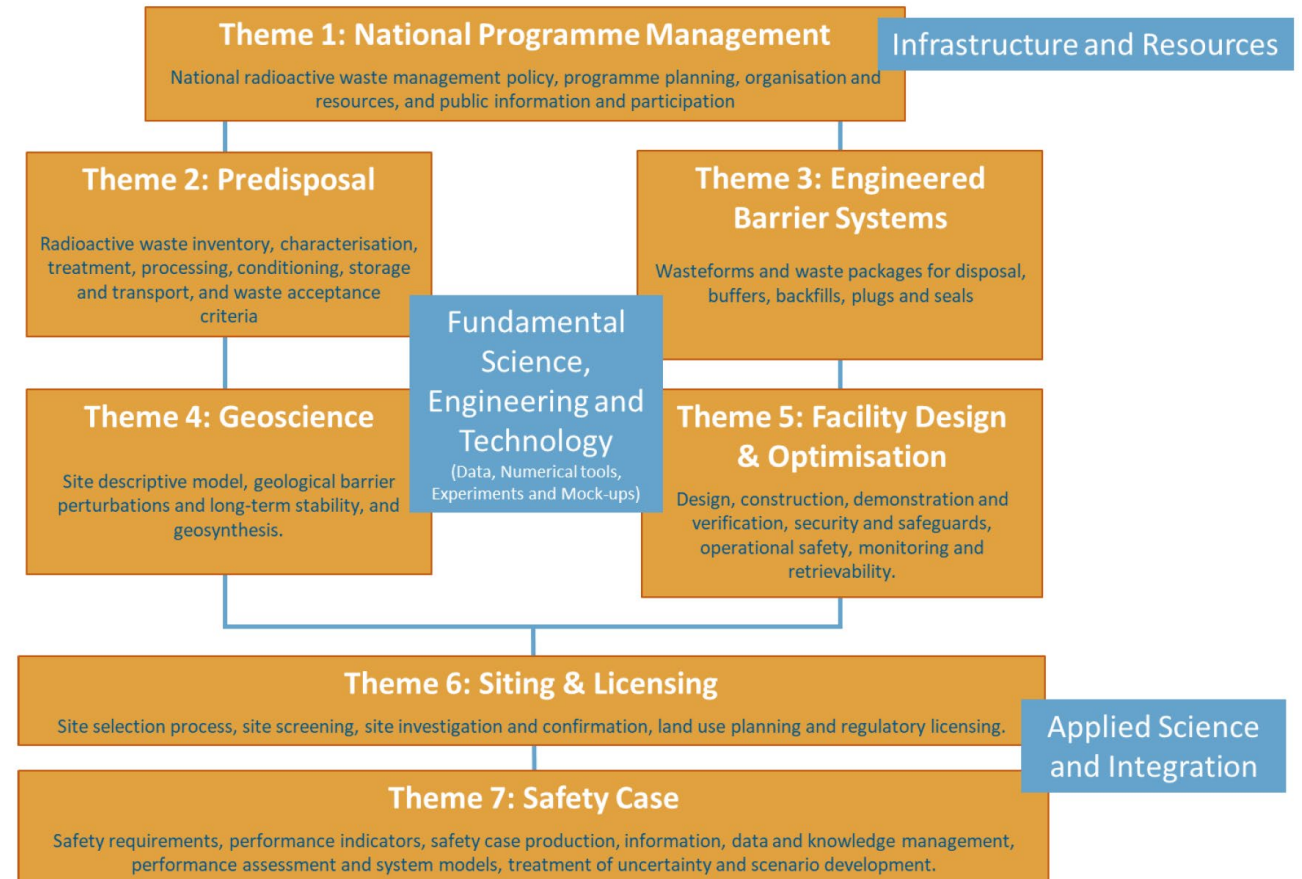 Theme 1: National Programme Management
National radioactive waste management policy, programme planning, organisation and
resources, and public information and participation
Infrastructure and Resources
Theme 2: Predisposal
Radioactive waste inventory, characterisation,
treatment, processing, conditioning, storage
and transport, and waste acceptance
criteria
Theme 3: Engineered
Barrier Systems
Wasteforms and waste packages for disposal,
buffers, backfills, plugs and seals
Fundamental
Science,
Engineering and
Technology
(Data, Numerical tools,
Experiments and Mock-ups)
Theme 4: Geoscience
Site descriptive model, geological barrier
perturbations and long-term stability, and
geosynthesis.
Theme 5: Facility Design
& Optimisation
Design, construction, demonstration and
verification, security and safeguards,
operational safety, monitoring and
retrievability.
Theme 6: Siting & Licensing
Site selection process, site screening, site investigation and confirmation, land use planning and regulatory licensing.
Applied Science
and Integration
Theme 7: Safety Case
Safety requirements, performance indicators, safety case production, information, data and knowledge management,
performance assessment and system models, treatment of uncertainty and scenario development.